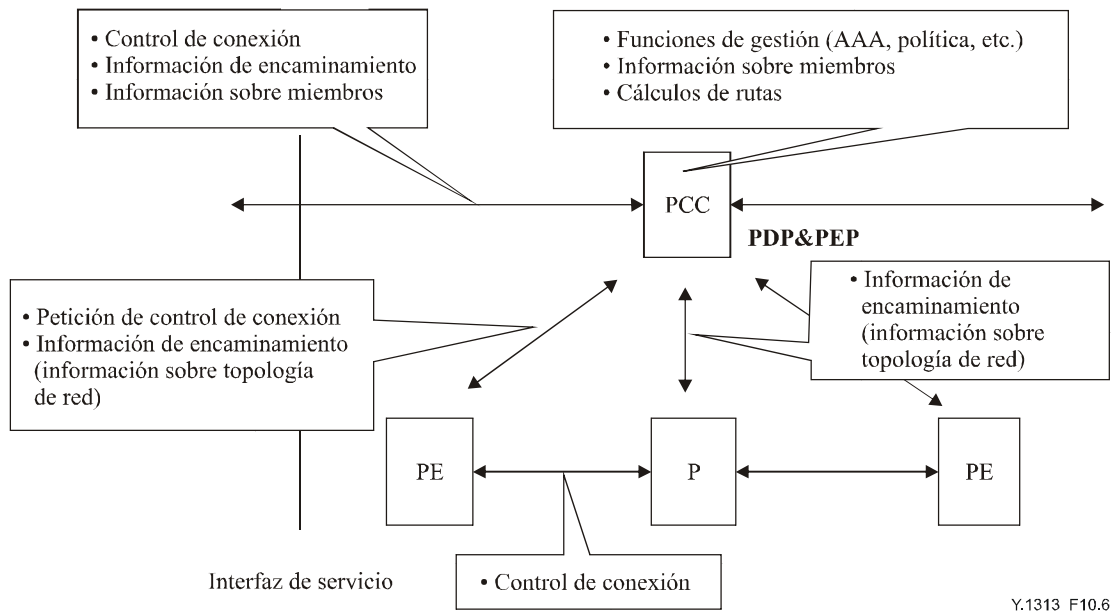 • Control de conexión
• Información de encaminamiento
• Información sobre miembros
• Funciones de gestión (AAA, política, etc.)
• Información sobre miembros
• Cálculos de rutas
PCC
PDP&PEP
• Petición de control de conexión
• Información de encaminamiento
(información sobre topología
de red)
• Información de
encaminamiento
(información sobre
topología de red)
PE
P
PE
Interfaz de servicio
• Control de conexión
Y.1313_F10.6